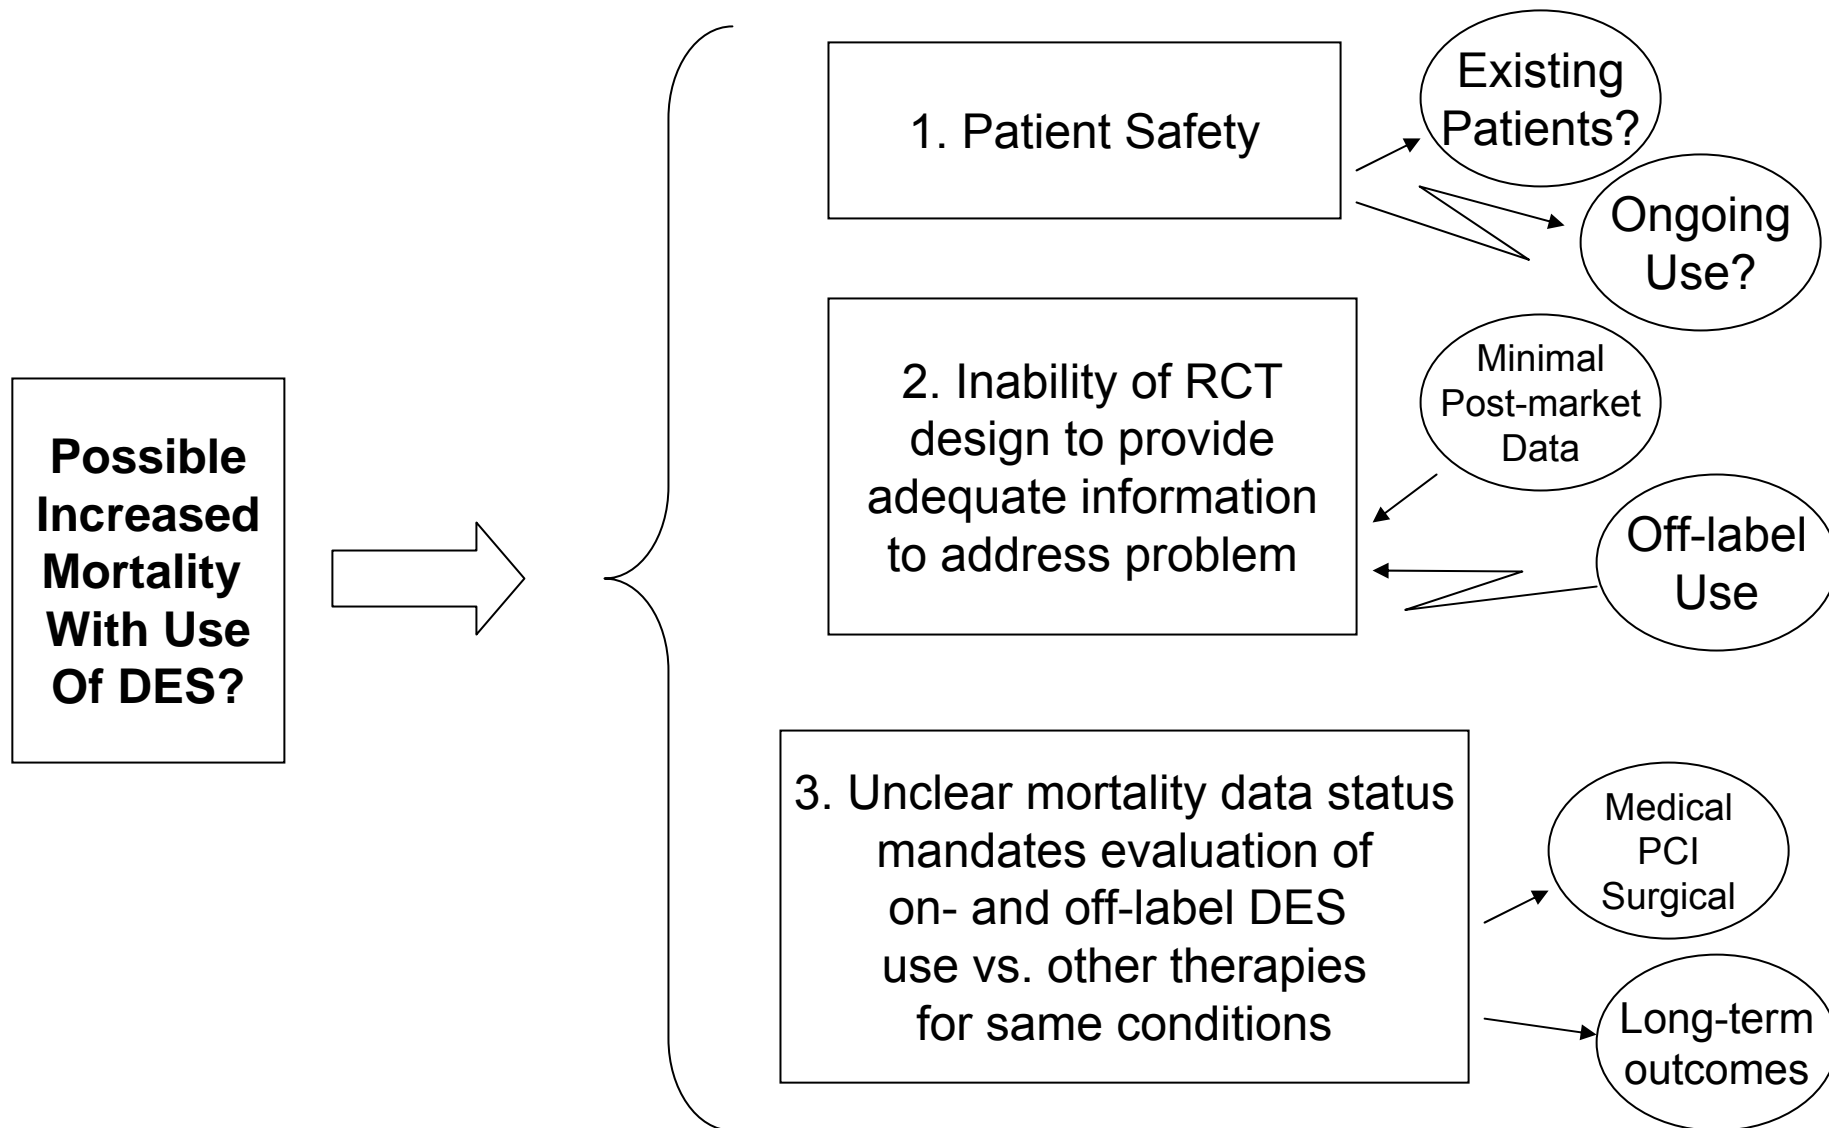 Possible
Increased
Mortality
With Use
Of DES?
1. Patient Safety
Existing
Patients?
Ongoing
Use?
2. Inability of RCT
design to provide
adequate information
to address problem
Minimal
Post-market
Data
Off-label
Use
3. Unclear mortality data status
mandates evaluation of
on- and off-label DES
use vs. other therapies
for same conditions
Medical
PCI
Surgical
Long-term
outcomes